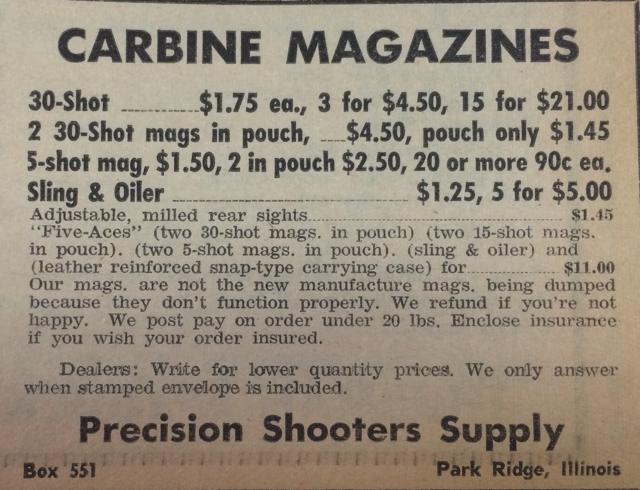 CARBINE MAGAZINES
30-Shot ............$1.75 ea., 3 for $4.50, 15 for $21.00
2 30-Shot mags in pouch, ....$4.50, pouch only $1.45
5-shot mag, $1.50, 2 in pouch $2.50, 20 or more 90c ea.
Sling & Oiler .................................... $1.25, 5 for $5.00
Adjustable, milled rear sights.................................... $1.45
"Five-Aces" (two 30-shot mags. in pouch) (two 15-shot mags.
in pouch). (two 5-shot mags. in pouch). (sling & oiler) and
(leather reinforced snap-type carrying case) for.............. $11.00
Our mags. are not the new manufacture mags. being dumped
because they don't function properly. We refund if you're not
happy. We post pay on order under 20 lbs. Enclose insurance
if you wish your order insured.
Dealers: Write for lower quantity prices. We only answer
when stamped envelope is included.
Precision Shooters Supply
Box 551 Park Ridge, Illinois